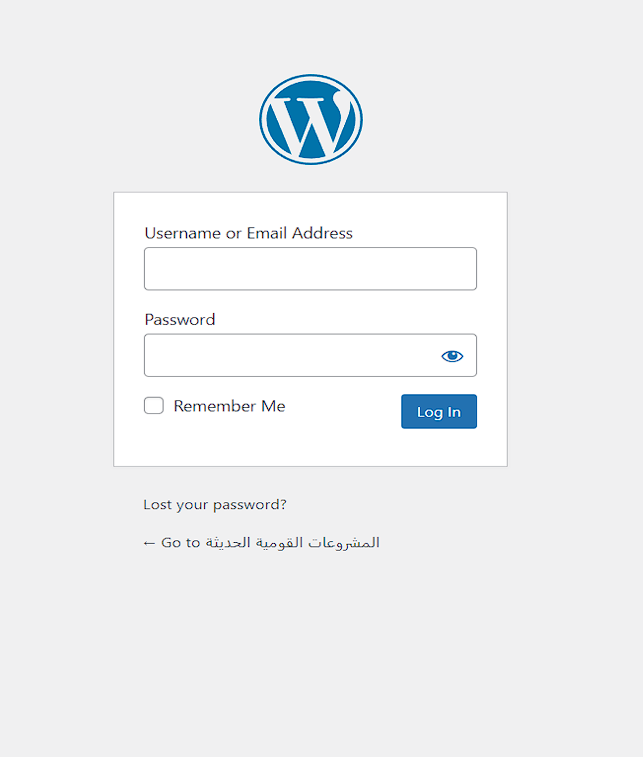 Username or Email Address
Password
Remember Me
Log In
Lost your password?
← Go to المشروعات القومية الحديثة